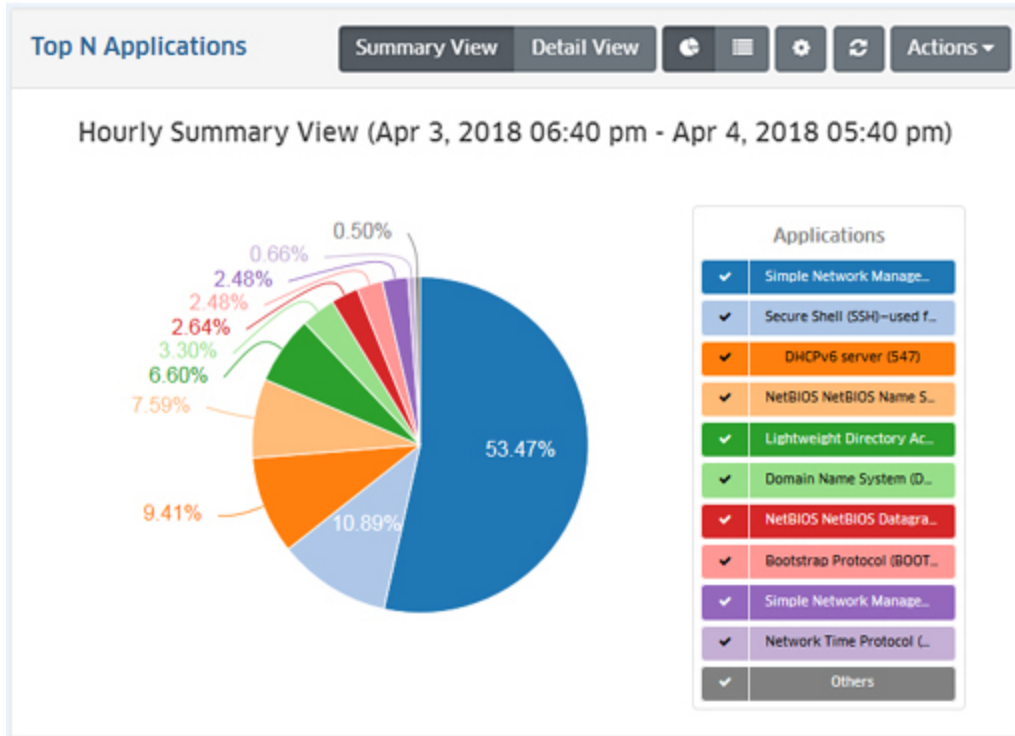 Top N Applications
Summary View
Detail View
Actions
Hourly Summary View (Apr 3, 2018 06:40 pm - Apr 4, 2018 05:40 pm)
0.50%
0.66%
2.48%
2.48%
2.64%
3.30%
6.60%
7.59%
9.41%
10.89%
53.47%
Applications
Simple Network Manage...
Secure Shell (SSH)—used f...
DHCPv6 server (547)
NetBIOS NetBIOS Name S...
Lightweight Directory Ac...
Domain Name System (D...
NetBIOS NetBIOS Datagra...
Bootstrap Protocol (BOOT...
Simple Network Manage...
Network Time Protocol (...
Others